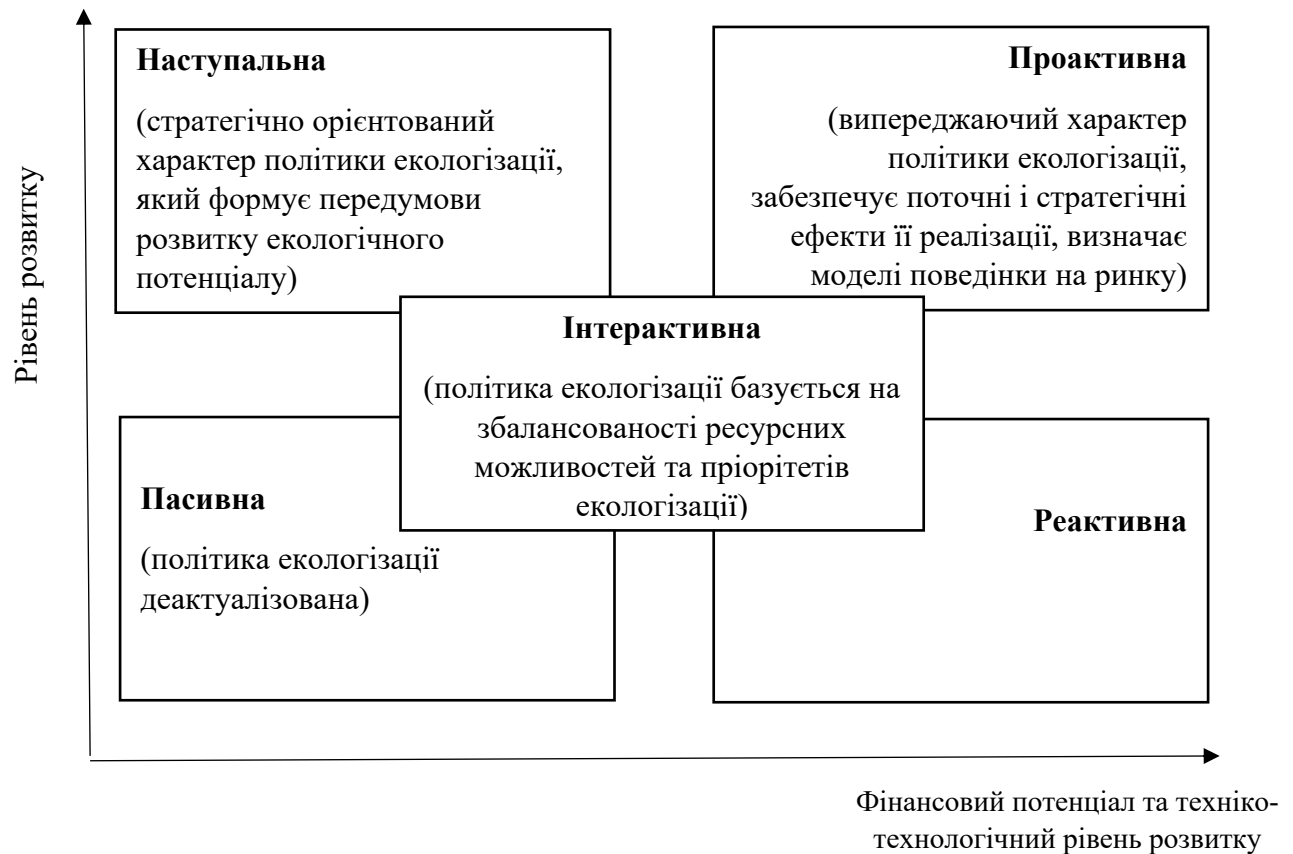 Наступальна
(стратегічно орієнтований
характер політики екологізації,
який формує передумови
розвитку екологічного
потенціалу)
Проактивна
(випереджаючий характер
політики екологізації,
забезпечує поточні і стратегічні
ефекти її реалізації, визначає
моделі поведінки на ринку)
Рівень розвитку
Інтерактивна
(політика екологізації базується на
збалансованості ресурсних
можливостей та пріорітетів
екологізації)
Пасивна
(політика екологізації
деактуалізована)
Реактивна
Фінансовий потенціал та техніко-
технологічний рівень розвитку